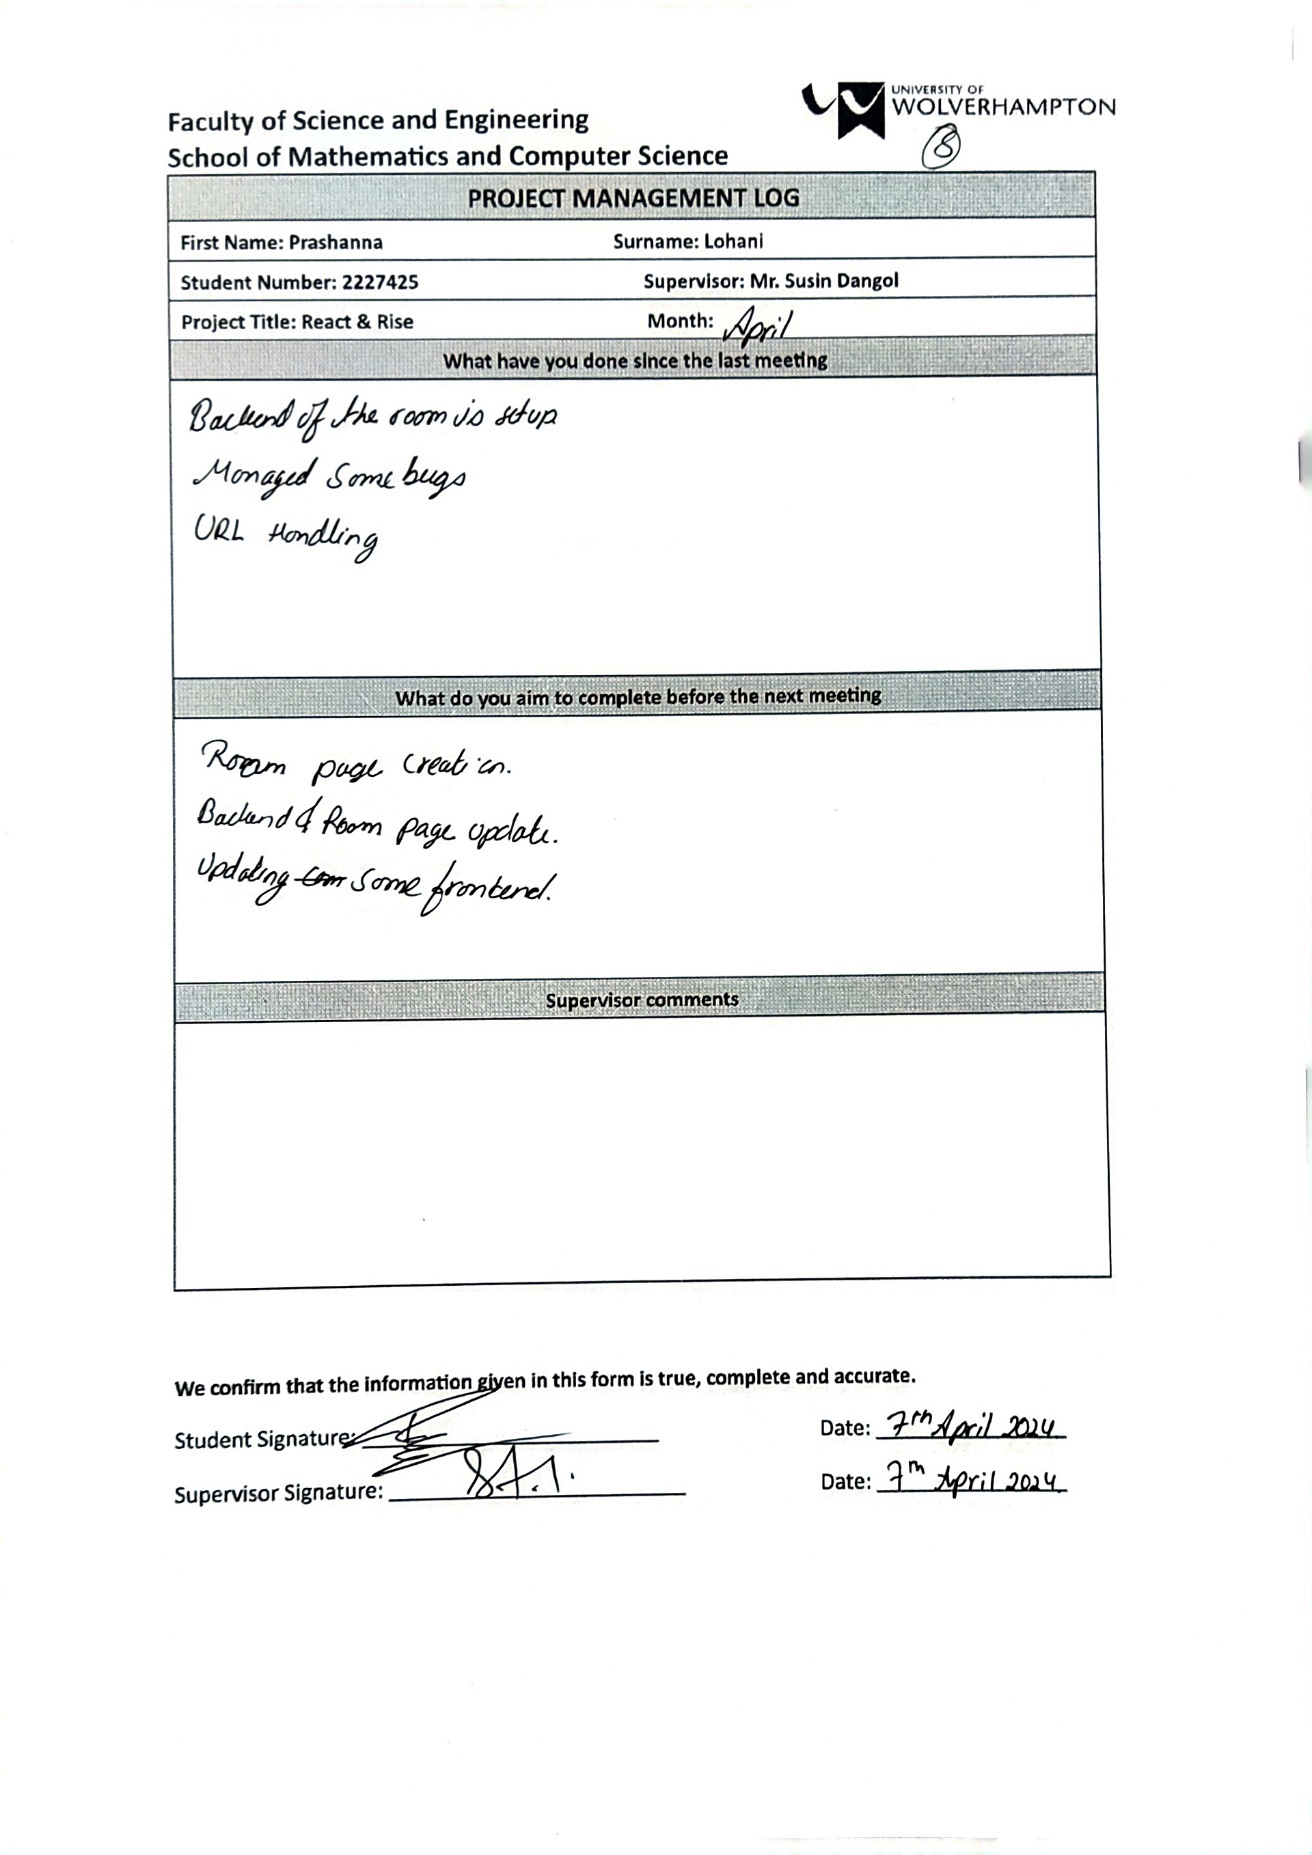 UNIVERSITY OF
WOLVERHAMPTON
Faculty of Science and Engineering
8
School of Mathematics and Computer Science
PROJECT MANAGEMENT LOG
First Name: Prashanna Surname: Lohani
Student Number: 2227425 Supervisor: Mr. Susin Dangol
Project Title: React & Rise Month: April
What have you done since the last meeting
Backend of the room is setup
Managed Some bugs
URL Handling
What do you aim to complete before the next meeting
Room page creation.
Backend & Room page update.
Updating some frontend.
Supervisor comments
We confirm that the information given in this form is true, complete and accurate.
Student Signature: Date: 7th April 2024
Supervisor Signature: Date: 7th April 2024